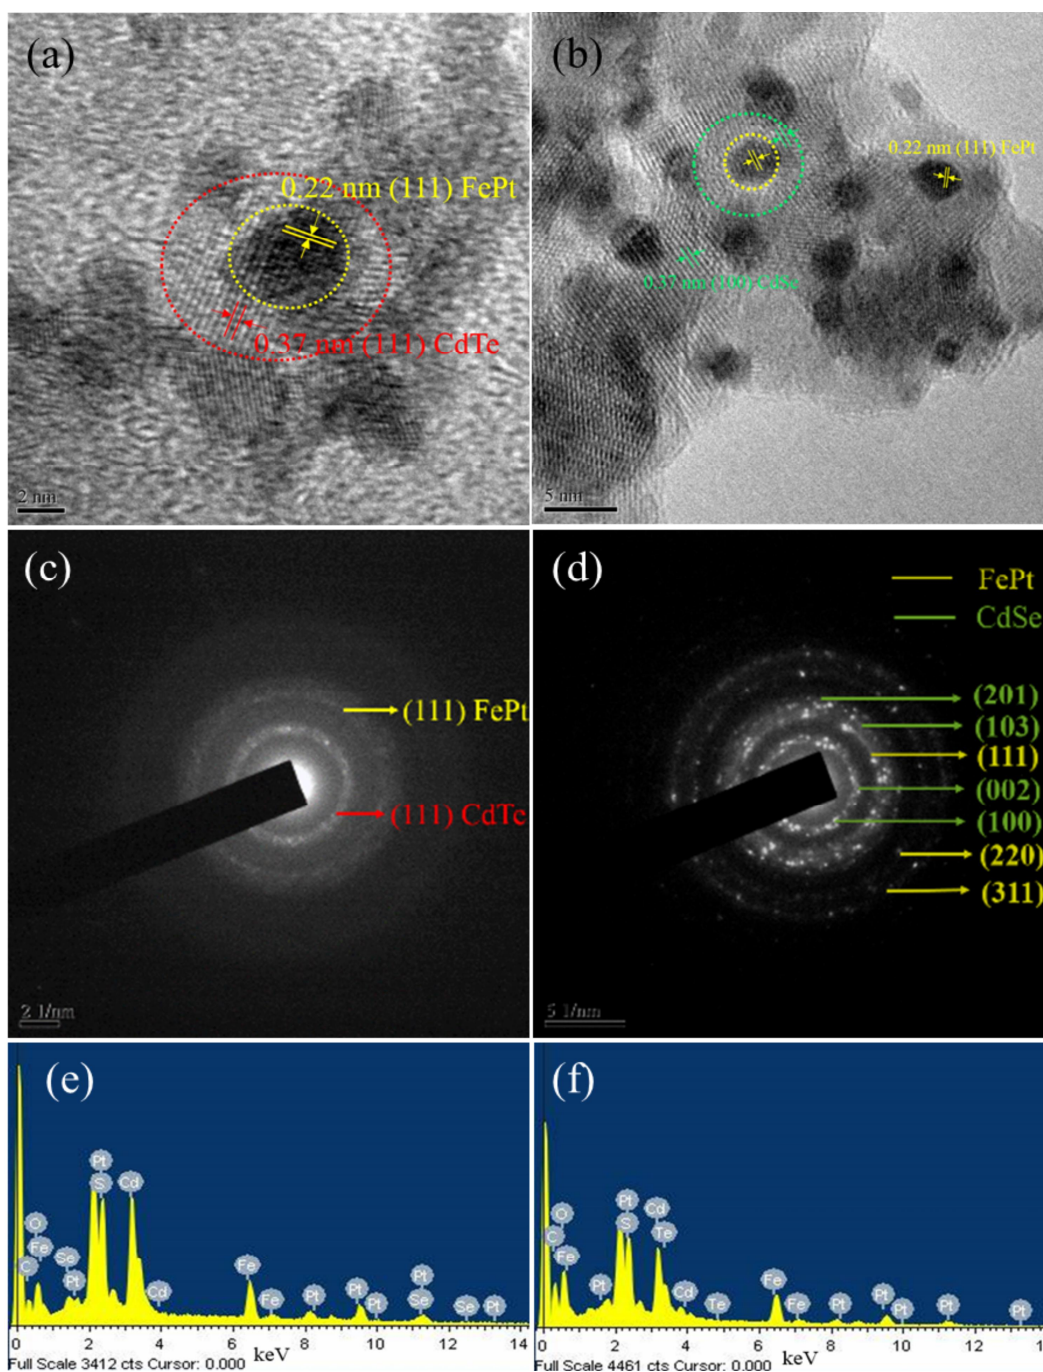 (a)
0.22 nm (111) FePt
0.37 nm (111) CdTe
2 nm
(b)
0.22 nm (111) FePt
0.37 nm (100) CdSe
5 nm
(c)
(111) FePt
(111) CdTe
2 1/nm
(d)
FePt
CdSe
(201)
(103)
(111)
(002)
(100)
(220)
(311)
5 1/nm
(e)
Pt
S
Cd
O
Fe
C
Se
Pt
Cd
Fe
Fe
Pt
Pt
Pt
Pt
Se
Se
Pt
0 2 4 6 8 10 12 14
Full Scale 3412 cts Cursor: 0.000
keV
(f)
Pt
S
Cd
Te
O
C
Fe
Pt
Cd
Te
Fe
Fe
Pt
Pt
Pt
Pt
Pt
0 2 4 6 8 10 12
Full Scale 4461 cts Cursor: 0.000
keV